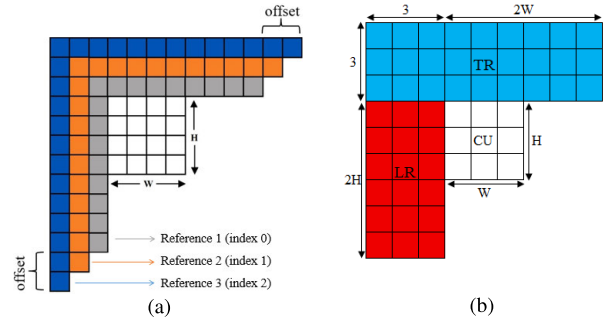 offset
H
W
offset
Reference 1 (index 0)
Reference 2 (index 1)
Reference 3 (index 2)
(a)
3
2W
3
TR
CU
H
LR
W
2H
(b)